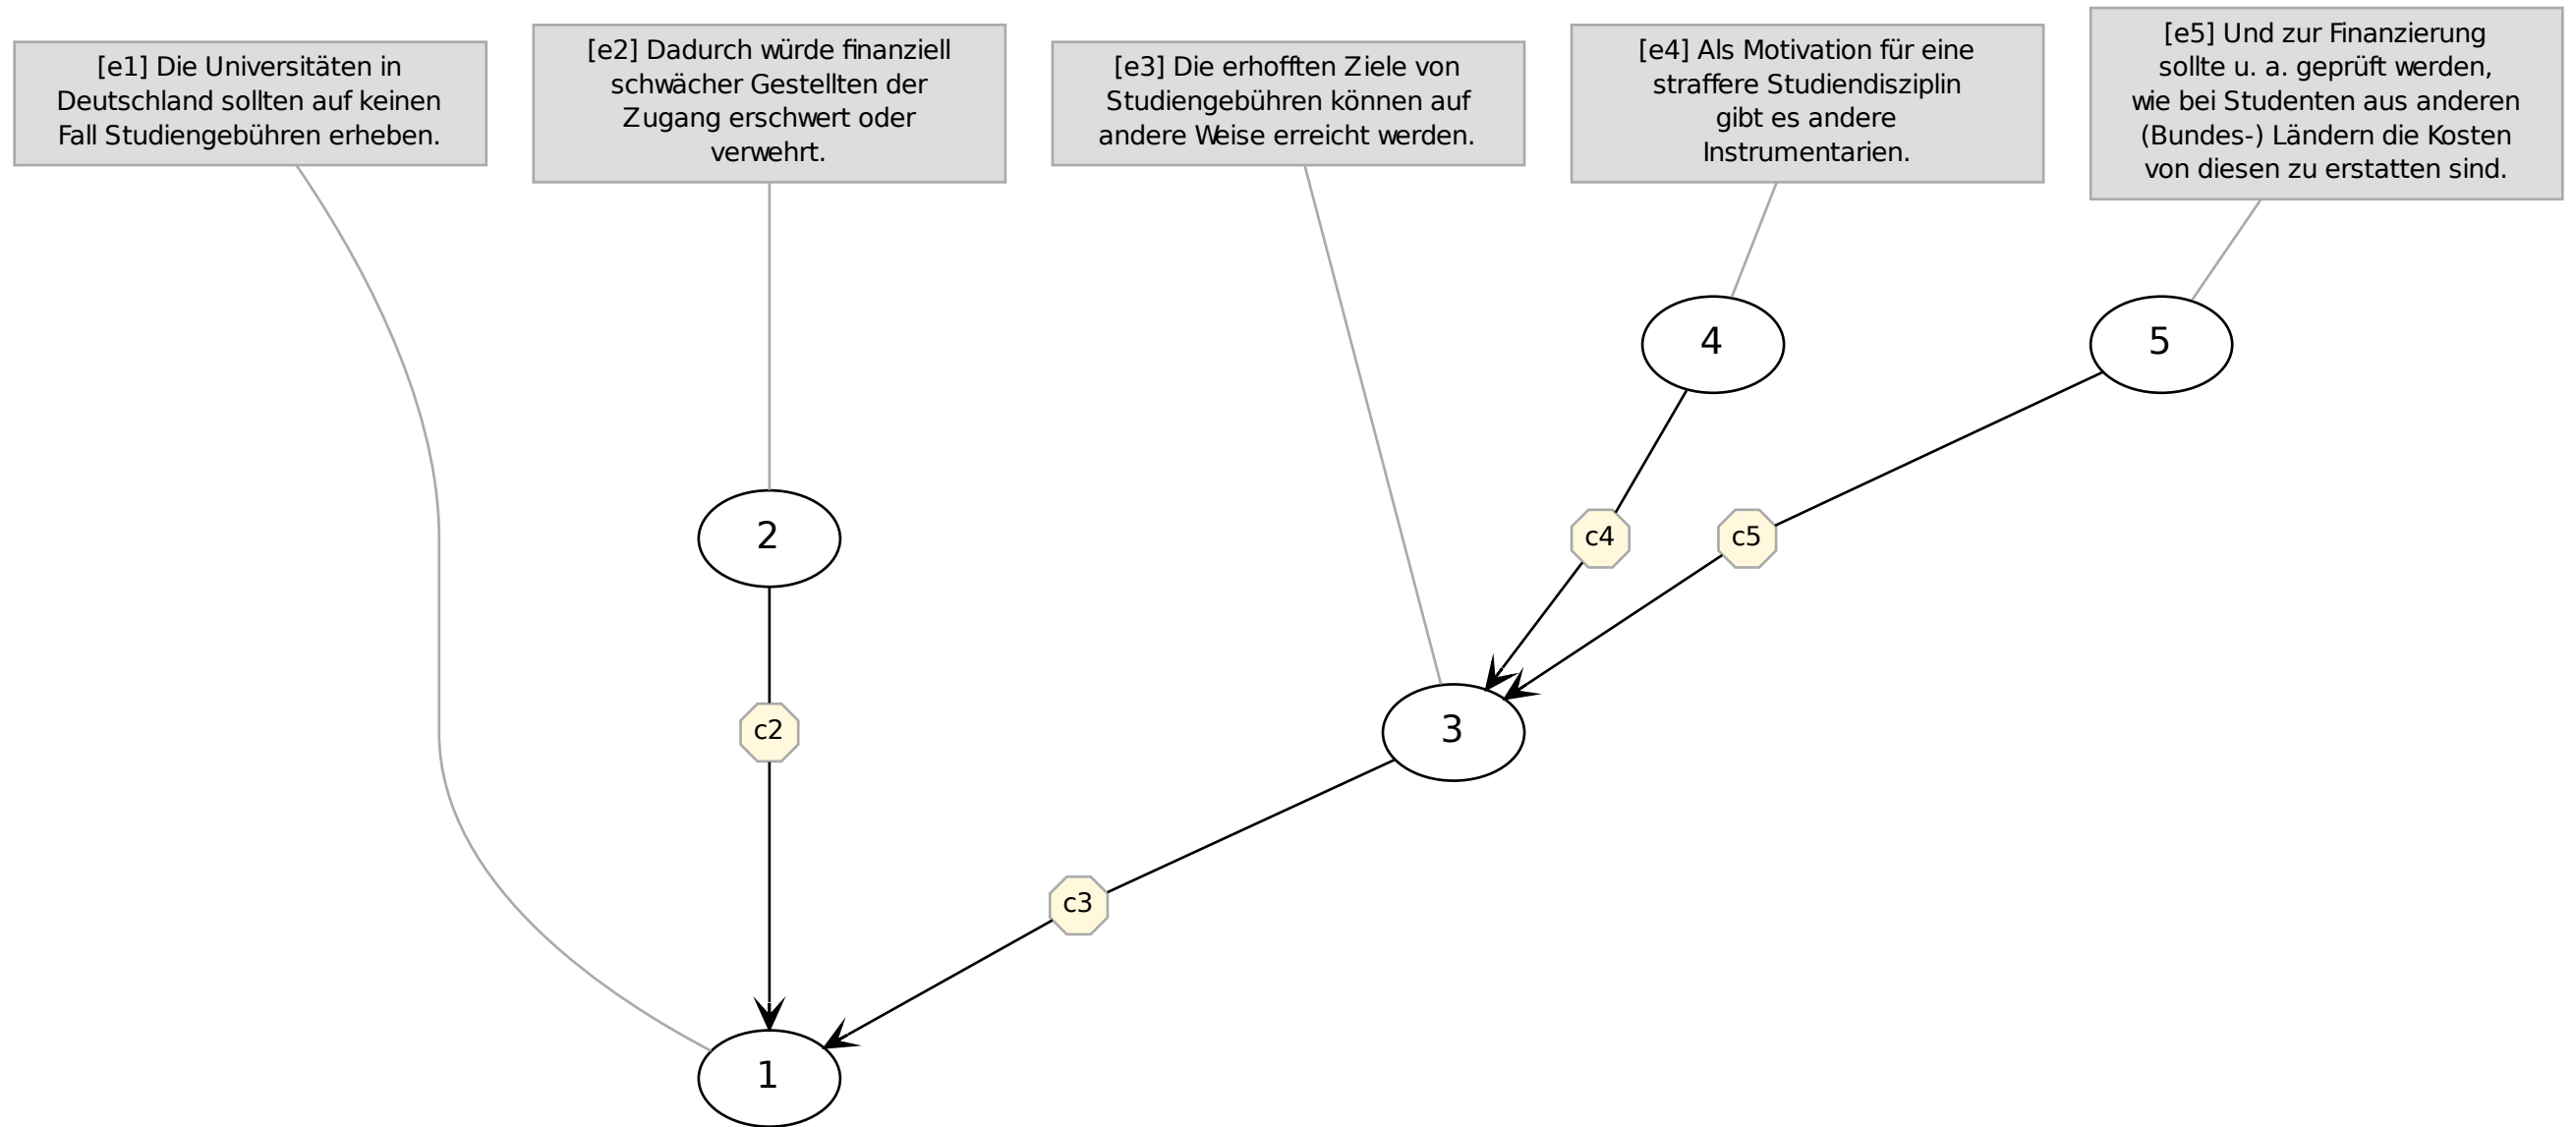 [e1] Die Universitäten in
Deutschland sollten auf keinen
Fall Studiengebühren erheben.
[e2] Dadurch würde finanziell
schwächer Gestellten der
Zugang erschwert oder
verwehrt.
[e3] Die erhofften Ziele von
Studiengebühren können auf
andere Weise erreicht werden.
[e4] Als Motivation für eine
straffere Studiendisziplin
gibt es andere
Instrumentarien.
[e5] Und zur Finanzierung
sollte u. a. geprüft werden,
wie bei Studenten aus anderen
(Bundes-) Ländern die Kosten
von diesen zu erstatten sind.
4
5
2
c4
c5
c2
3
c3
1